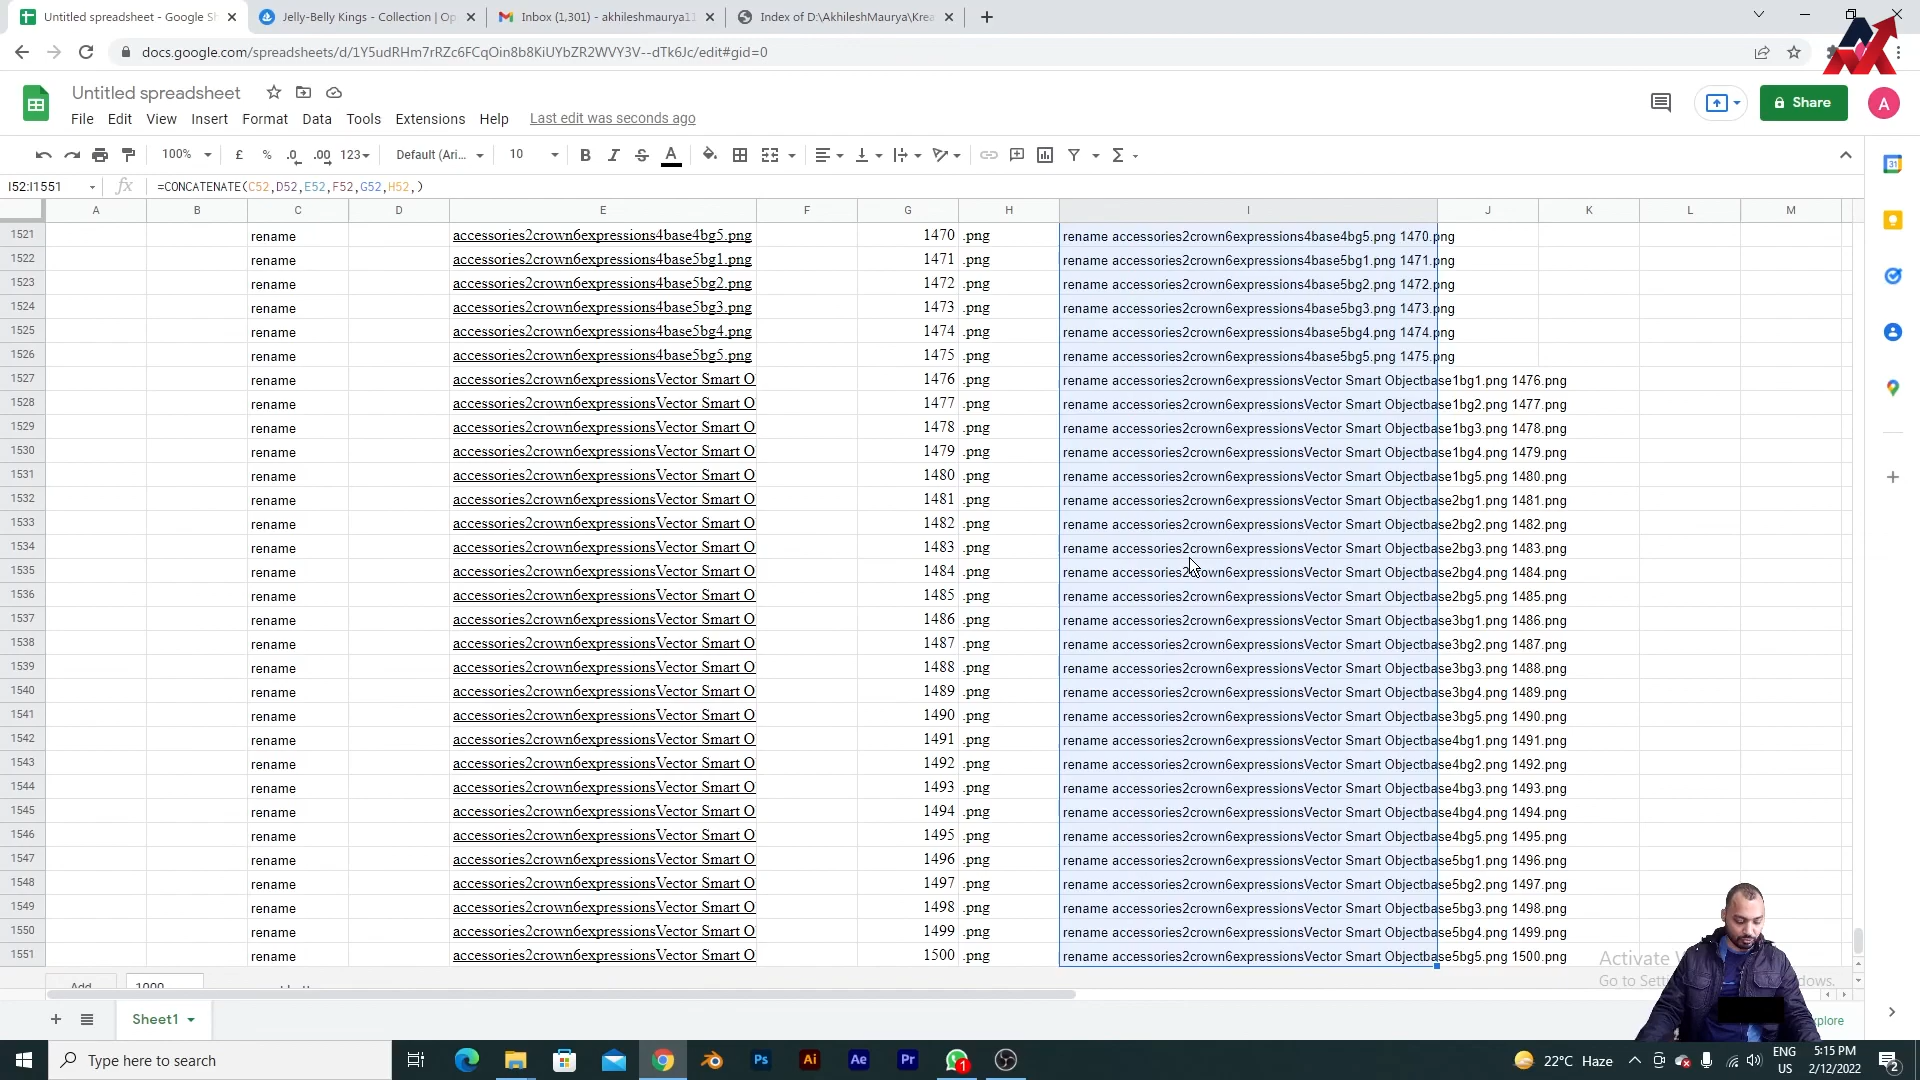 Untitled spreadsheet - Google Sh
Jelly-Belly Kings - Collection | Op
Inbox (1,301) - akhileshmaurya11
Index of D:\AkhileshMaurya\Krea
docs.google.com/spreadsheets/d/1Y5udRHm7rRZc6FCqOin8b8KiUYbZR2WVY3V--dTk6Jc/edit#gid=0
Untitled spreadsheet
File Edit View Insert Format Data Tools Extensions Help Last edit was seconds ago
Share
A
100% £ % .0 .00 123 Default (Ari... 10 B I S A
I52:I1551 fx =CONCATENATE(C52,D52,E52,F52,G52,H52,)
A B C D E F G H I J K L M
1521 rename accessories2crown6expressions4base4bg5.png 1470 .png rename accessories2crown6expressions4base4bg5.png 1470.png
1522 rename accessories2crown6expressions4base5bg1.png 1471 .png rename accessories2crown6expressions4base5bg1.png 1471.png
1523 rename accessories2crown6expressions4base5bg2.png 1472 .png rename accessories2crown6expressions4base5bg2.png 1472.png
1524 rename accessories2crown6expressions4base5bg3.png 1473 .png rename accessories2crown6expressions4base5bg3.png 1473.png
1525 rename accessories2crown6expressions4base5bg4.png 1474 .png rename accessories2crown6expressions4base5bg4.png 1474.png
1526 rename accessories2crown6expressions4base5bg5.png 1475 .png rename accessories2crown6expressions4base5bg5.png 1475.png
1527 rename accessories2crown6expressionsVector Smart O 1476 .png rename accessories2crown6expressionsVector Smart Objectbase1bg1.png 1476.png
1528 rename accessories2crown6expressionsVector Smart O 1477 .png rename accessories2crown6expressionsVector Smart Objectbase1bg2.png 1477.png
1529 rename accessories2crown6expressionsVector Smart O 1478 .png rename accessories2crown6expressionsVector Smart Objectbase1bg3.png 1478.png
1530 rename accessories2crown6expressionsVector Smart O 1479 .png rename accessories2crown6expressionsVector Smart Objectbase1bg4.png 1479.png
1531 rename accessories2crown6expressionsVector Smart O 1480 .png rename accessories2crown6expressionsVector Smart Objectbase1bg5.png 1480.png
1532 rename accessories2crown6expressionsVector Smart O 1481 .png rename accessories2crown6expressionsVector Smart Objectbase2bg1.png 1481.png
1533 rename accessories2crown6expressionsVector Smart O 1482 .png rename accessories2crown6expressionsVector Smart Objectbase2bg2.png 1482.png
1534 rename accessories2crown6expressionsVector Smart O 1483 .png rename accessories2crown6expressionsVector Smart Objectbase2bg3.png 1483.png
1535 rename accessories2crown6expressionsVector Smart O 1484 .png rename accessories2crown6expressionsVector Smart Objectbase2bg4.png 1484.png
1536 rename accessories2crown6expressionsVector Smart O 1485 .png rename accessories2crown6expressionsVector Smart Objectbase2bg5.png 1485.png
1537 rename accessories2crown6expressionsVector Smart O 1486 .png rename accessories2crown6expressionsVector Smart Objectbase3bg1.png 1486.png
1538 rename accessories2crown6expressionsVector Smart O 1487 .png rename accessories2crown6expressionsVector Smart Objectbase3bg2.png 1487.png
1539 rename accessories2crown6expressionsVector Smart O 1488 .png rename accessories2crown6expressionsVector Smart Objectbase3bg3.png 1488.png
1540 rename accessories2crown6expressionsVector Smart O 1489 .png rename accessories2crown6expressionsVector Smart Objectbase3bg4.png 1489.png
1541 rename accessories2crown6expressionsVector Smart O 1490 .png rename accessories2crown6expressionsVector Smart Objectbase3bg5.png 1490.png
1542 rename accessories2crown6expressionsVector Smart O 1491 .png rename accessories2crown6expressionsVector Smart Objectbase4bg1.png 1491.png
1543 rename accessories2crown6expressionsVector Smart O 1492 .png rename accessories2crown6expressionsVector Smart Objectbase4bg2.png 1492.png
1544 rename accessories2crown6expressionsVector Smart O 1493 .png rename accessories2crown6expressionsVector Smart Objectbase4bg3.png 1493.png
1545 rename accessories2crown6expressionsVector Smart O 1494 .png rename accessories2crown6expressionsVector Smart Objectbase4bg4.png 1494.png
1546 rename accessories2crown6expressionsVector Smart O 1495 .png rename accessories2crown6expressionsVector Smart Objectbase4bg5.png 1495.png
1547 rename accessories2crown6expressionsVector Smart O 1496 .png rename accessories2crown6expressionsVector Smart Objectbase5bg1.png 1496.png
1548 rename accessories2crown6expressionsVector Smart O 1497 .png rename accessories2crown6expressionsVector Smart Objectbase5bg2.png 1497.png
1549 rename accessories2crown6expressionsVector Smart O 1498 .png rename accessories2crown6expressionsVector Smart Objectbase5bg3.png 1498.png
1550 rename accessories2crown6expressionsVector Smart O 1499 .png rename accessories2crown6expressionsVector Smart Objectbase5bg4.png 1499.png
1551 rename accessories2crown6expressionsVector Smart O 1500 .png rename accessories2crown6expressionsVector Smart Objectbase5bg5.png 1500.png
Activate
Go to Sett dows.
Add 1000
Sheet1
xplore
Type here to search
Ps Ai Ae Pr 1
22°C Haze
ENG
US
5:15 PM
2/12/2022
2